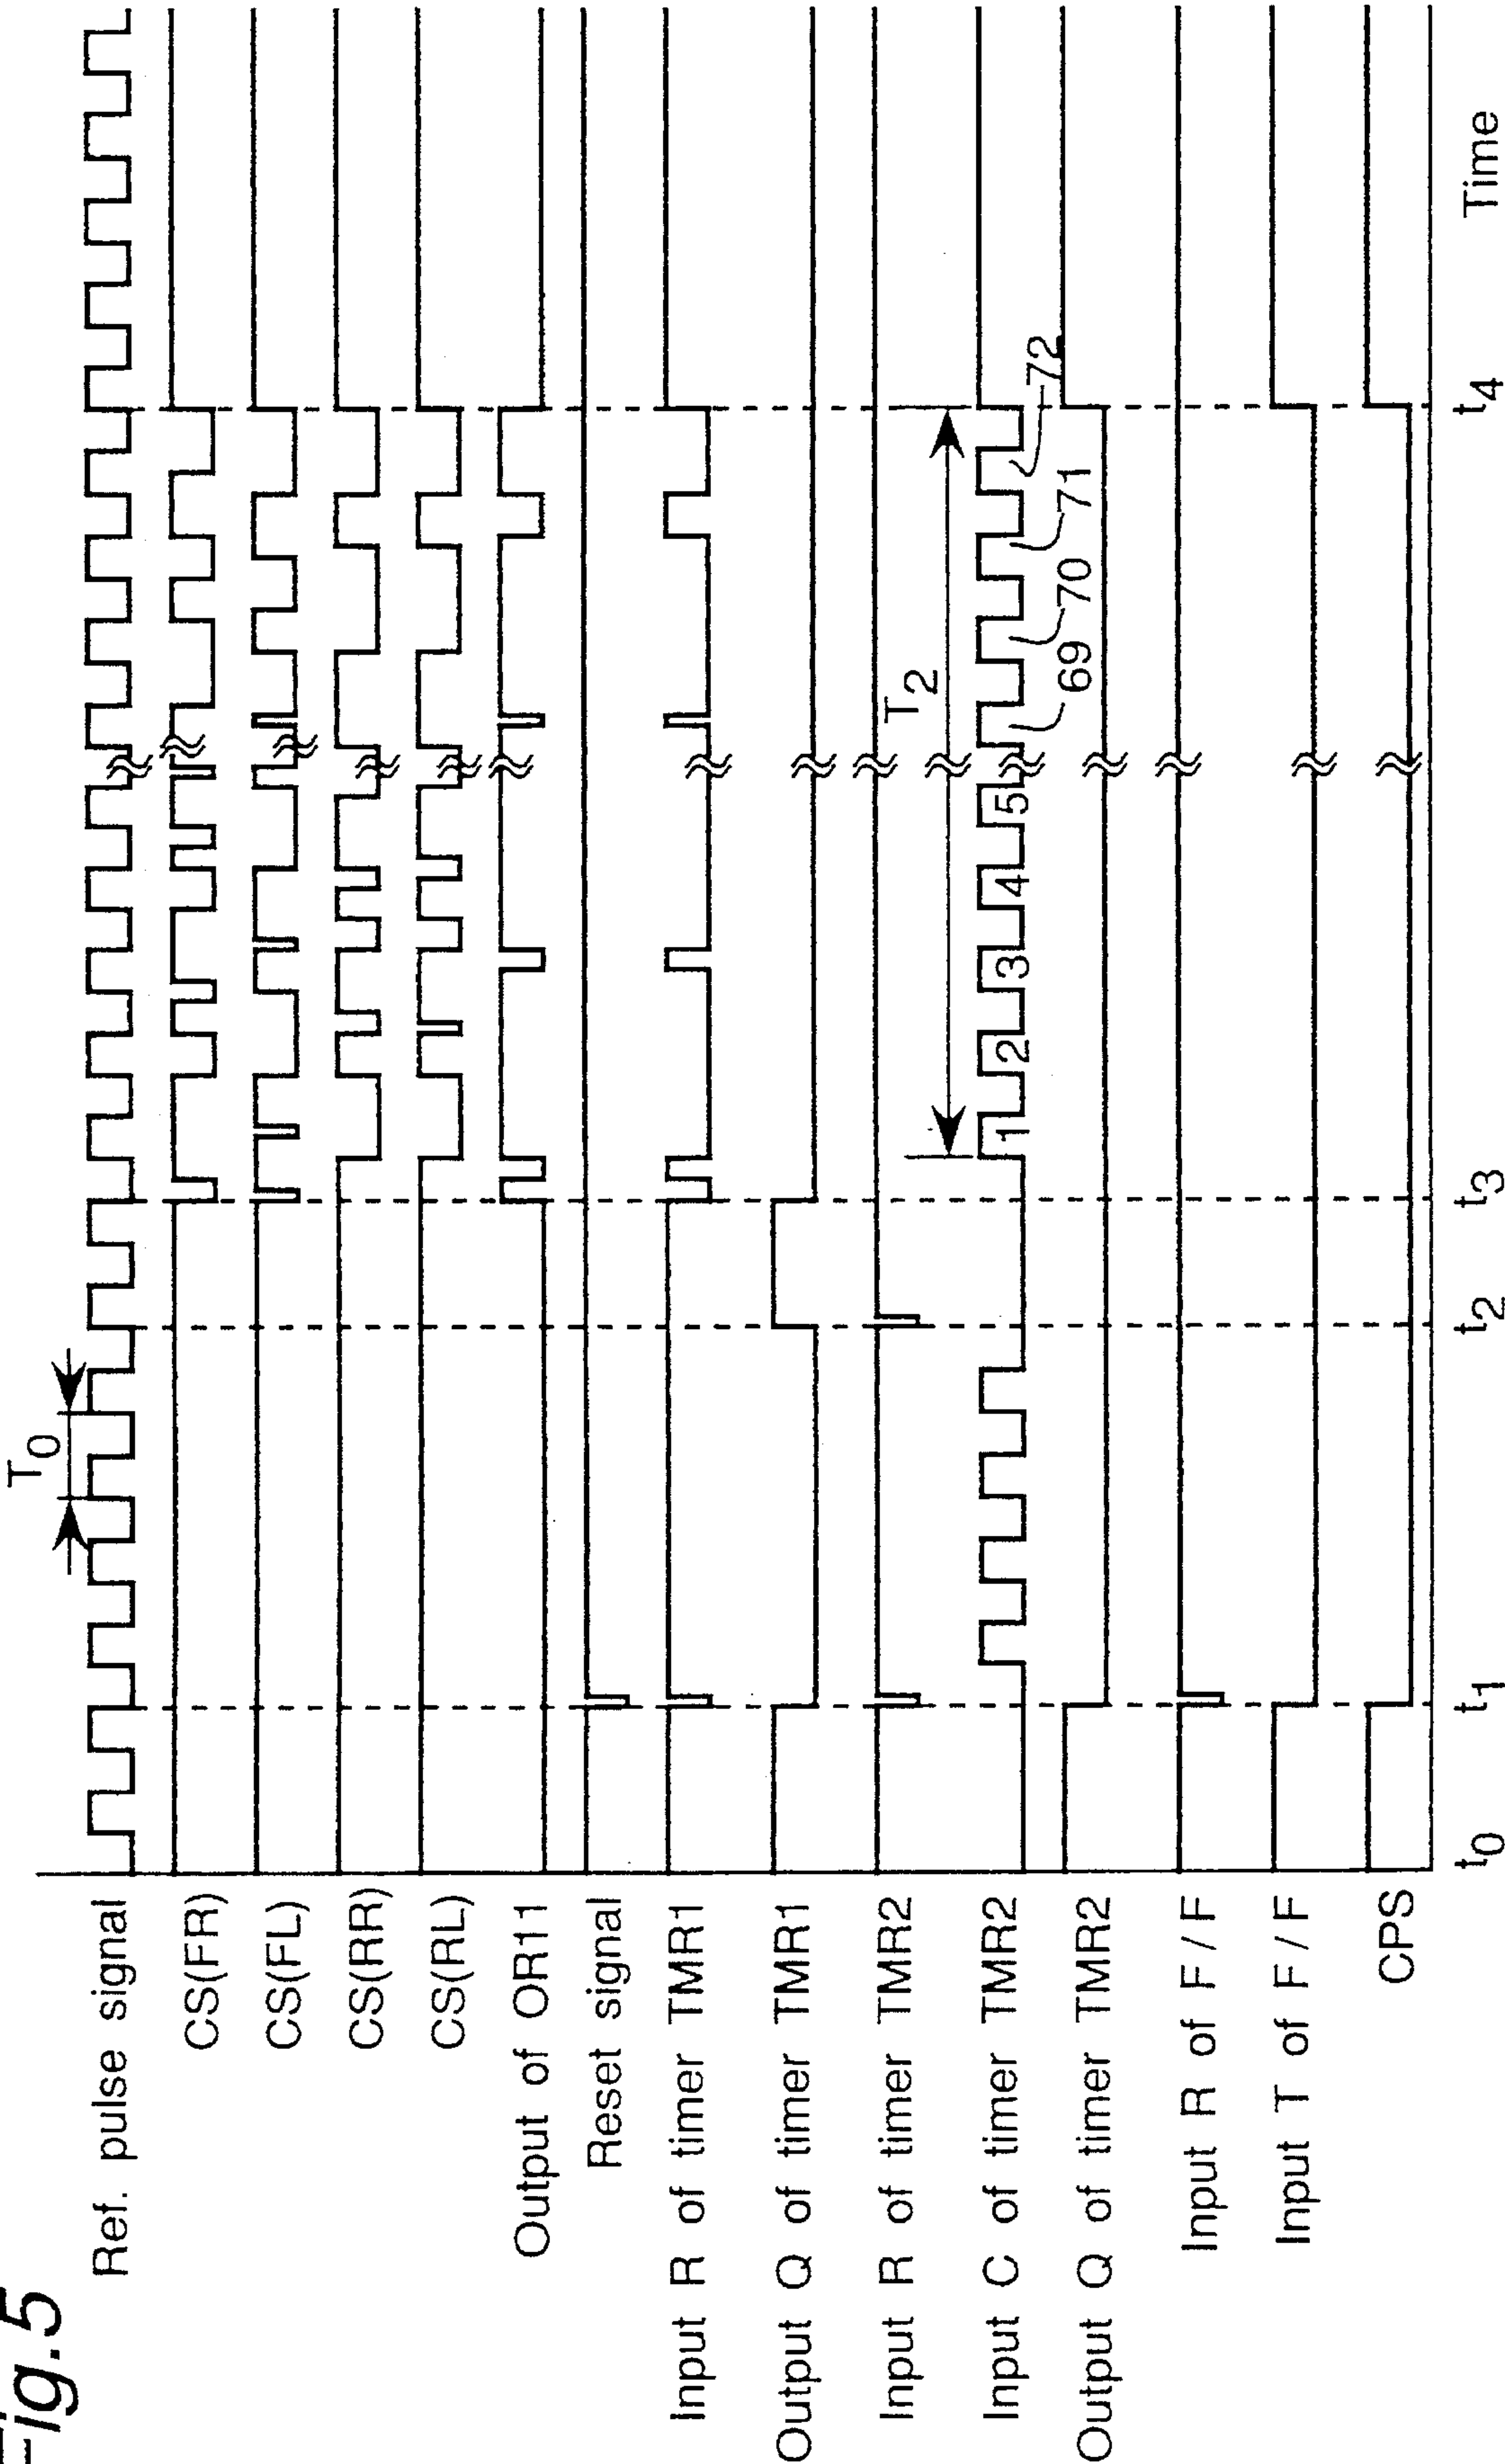 Fig.5
T0
Ref. pulse signal
CS(FR)
CS(FL)
CS(RR)
CS(RL)
Output of OR11
Reset signal
Input R of timer TMR1
Output Q of timer TMR1
Input R of timer TMR2
T2
Input C of timer TMR2
1 2 3 4 5 69 70 71 72
Output Q of timer TMR2
Input R of F/F
Input T of F/F
CPS
t0 t1 t2 t3 t4
Time